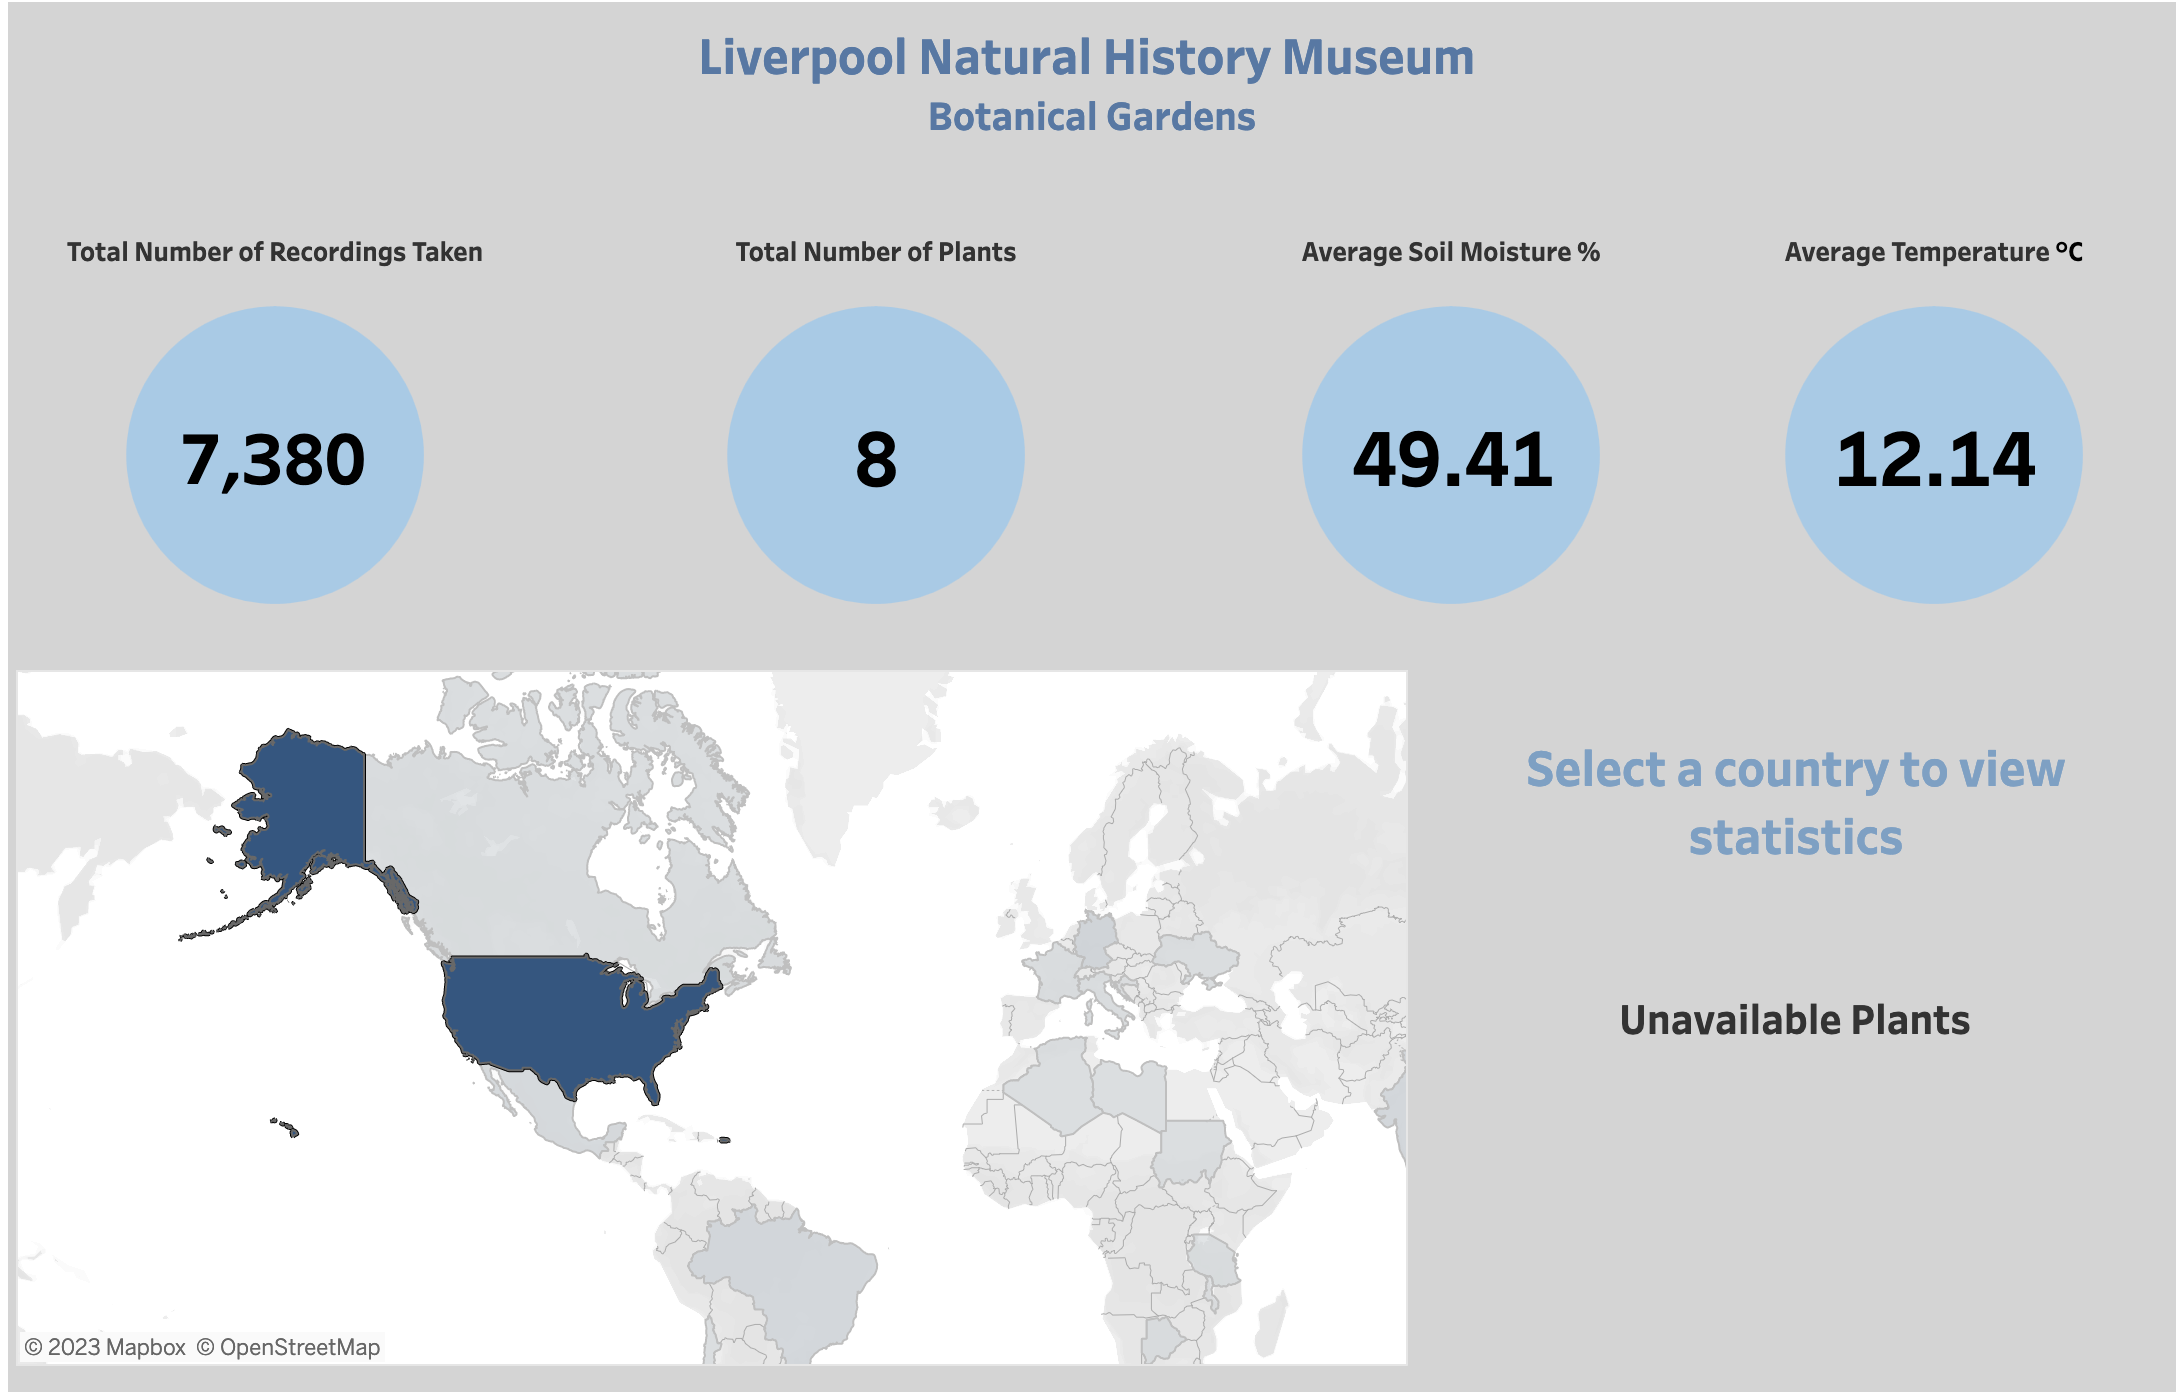 Liverpool Natural History Museum
Botanical Gardens
Total Number of Recordings Taken
Total Number of Plants
Average Soil Moisture %
Average Temperature °C
7,380
8
49.41
12.14
Select a country to view
statistics
Unavailable Plants
© 2023 Mapbox © OpenStreetMap